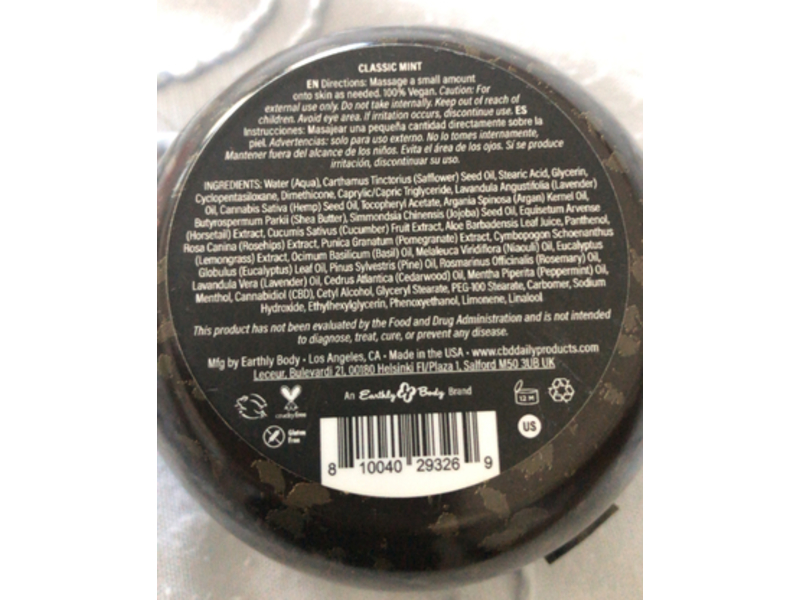 CLASSIC MINT
EN Directions: Massage a small amount
onto skin as needed. 100% Vegan. Caution: For
external use only. Do not take internally. Keep out of reach of
children. Avoid eye area. If irritation occurs, discontinue use. ES
Instrucciones: Masajear una pequeña cantidad directamente sobre la
piel. Advertencias: solo para uso externo. No lo tomes internamente,
Mantener fuera del alcance de los niños. Evita el área de los ojos. Si se produce
irritación, discontinuar su uso.
INGREDIENTS: Water (Aqua), Carthamus Tinctorius (Safflower) Seed Oil, Stearic Acid, Glycerin,
Cyclopentasiloxane, Dimethicone, Caprylic/Capric Triglyceride, Lavandula Angustifolia (Lavender)
Oil, Cannabis Sativa (Hemp) Seed Oil, Tocopheryl Acetate, Argania Spinosa (Argan) Kernel Oil,
Butyrospermum Parkii (Shea Butter), Simmondsia Chinensis (Jojoba) Seed Oil, Equisetum Arvense
(Horsetail) Extract, Cucumis Sativus (Cucumber) Fruit Extract, Aloe Barbadensis Leaf Juice, Panthenol,
Rosa Canina (Rosehips) Extract, Punica Granatum (Pomegranate) Extract, Cymbopogon Schoenanthus
(Lemongrass) Extract, Ocimum Basilicum (Basil) Oil, Melaleuca Viridiflora (Niaouli) Oil, Eucalyptus
Globulus (Eucalyptus) Leaf Oil, Pinus Sylvestris (Pine) Oil, Rosmarinus Officinalis (Rosemary) Oil,
Lavandula Vera (Lavender) Oil, Cedrus Atlantica (Cedarwood) Oil, Mentha Piperita (Peppermint) Oil,
Menthol, Cannabidiol (CBD), Cetyl Alcohol, Glyceryl Stearate, PEG-100 Stearate, Carbomer, Sodium
Hydroxide, Ethylhexylglycerin, Phenoxyethanol, Limonene, Linalool
This product has not been evaluated by the Food and Drug Administration and is not intended
to diagnose, treat, cure, or prevent any disease.
Mfg by Earthly Body • Los Angeles, CA • Made in the USA • www.cbddailyproducts.com
Leceur, Bulevardi 21, 00180 Helsinki FI/Plaza 1, Salford M50 3UB UK
cruelty free
An Earthly Body Brand
12 M
Gluten
Free
US
8 10040 29326 9